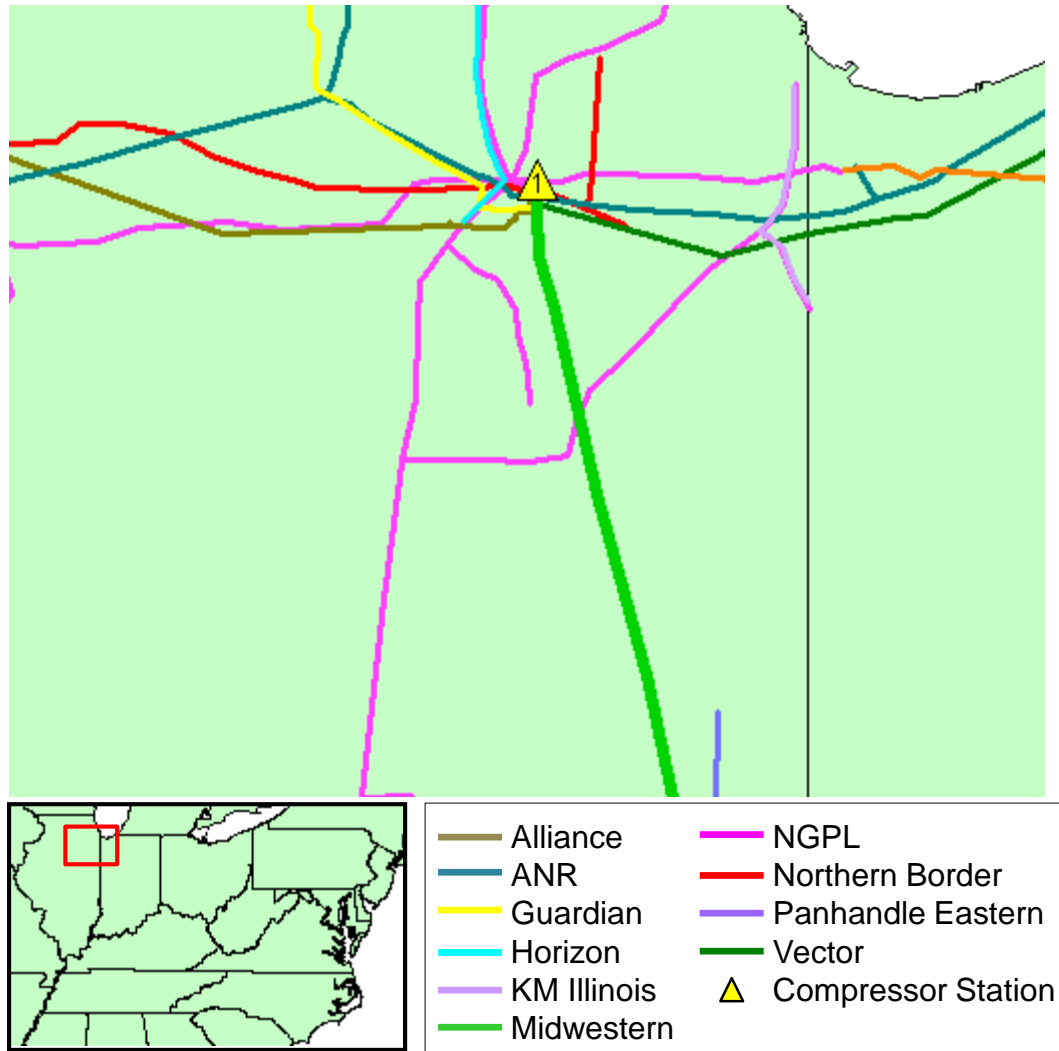 1
Alliance
ANR
Guardian
Horizon
KM Illinois
Midwestern
NGPL
Northern Border
Panhandle Eastern
Vector
Compressor Station